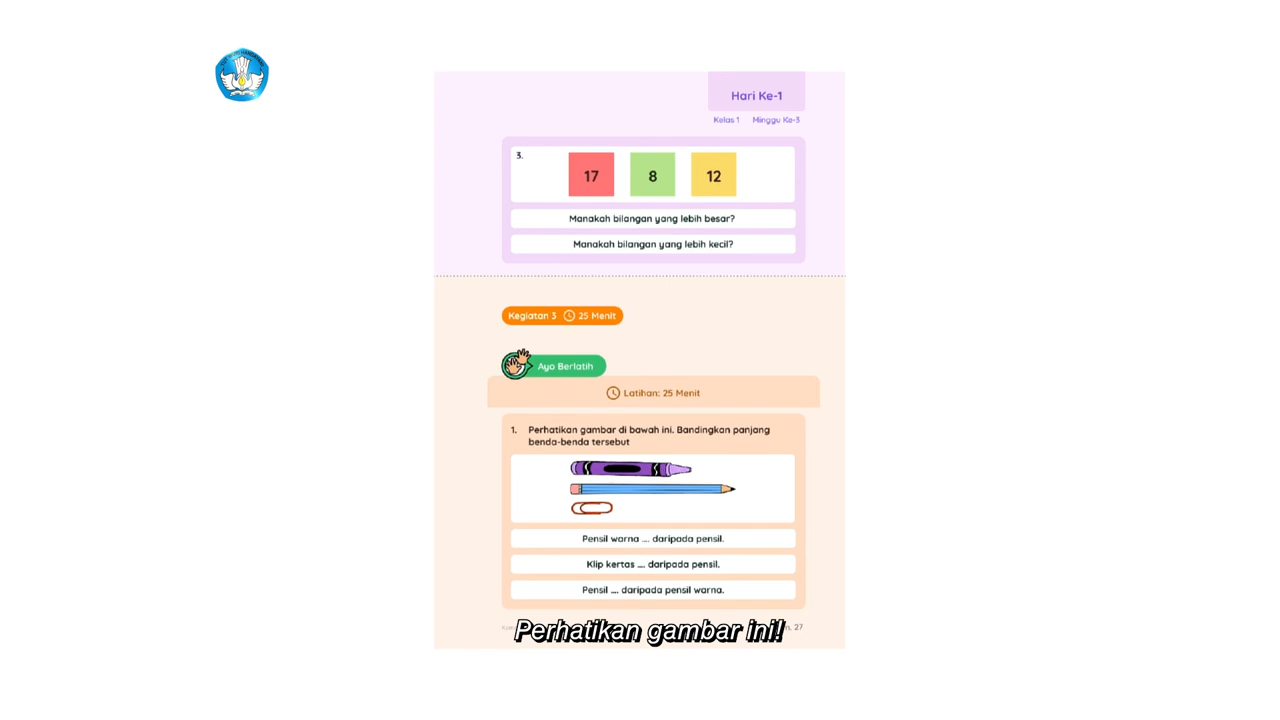 Hari Ke-1
Kelas 1 Minggu Ke-3
3.
17 8 12
Manakah bilangan yang lebih besar?
Manakah bilangan yang lebih kecil?
Kegiatan 3 25 Menit
Ayo Berlatih
Latihan: 25 Menit
1. Perhatikan gambar di bawah ini. Bandingkan panjang
benda-benda tersebut
Pensil warna .... daripada pensil.
Klip kertas .... daripada pensil.
Pensil .... daripada pensil warna.
27
Perhatikan gambar ini!